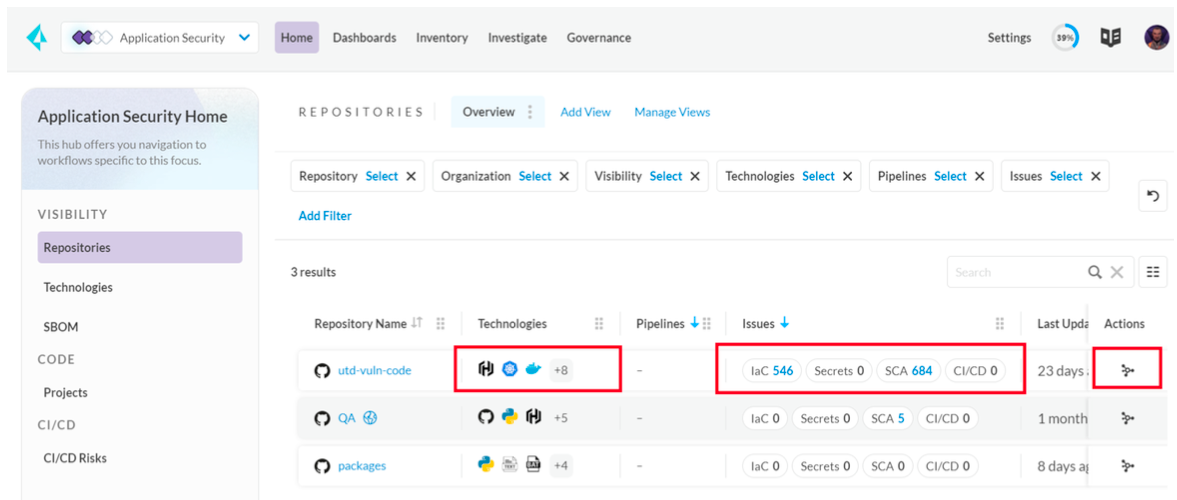 Application Security
Home Dashboards Inventory Investigate Governance
Settings 39%
Application Security Home
This hub offers you navigation to
workflows specific to this focus.
VISIBILITY
Repositories
Technologies
SBOM
CODE
Projects
CI/CD
CI/CD Risks
REPOSITORIES Overview Add View Manage Views
Repository Select Organization Select Visibility Select Technologies Select Pipelines Select Issues Select
Add Filter
3 results Search
Repository Name Technologies Pipelines Issues Last Upda Actions
utd-vuln-code +8 – IaC 546 Secrets 0 SCA 684 CI/CD 0 23 days
QA +5 – IaC 0 Secrets 0 SCA 5 CI/CD 0 1 month
packages +4 – IaC 0 Secrets 0 SCA 0 CI/CD 0 8 days ag